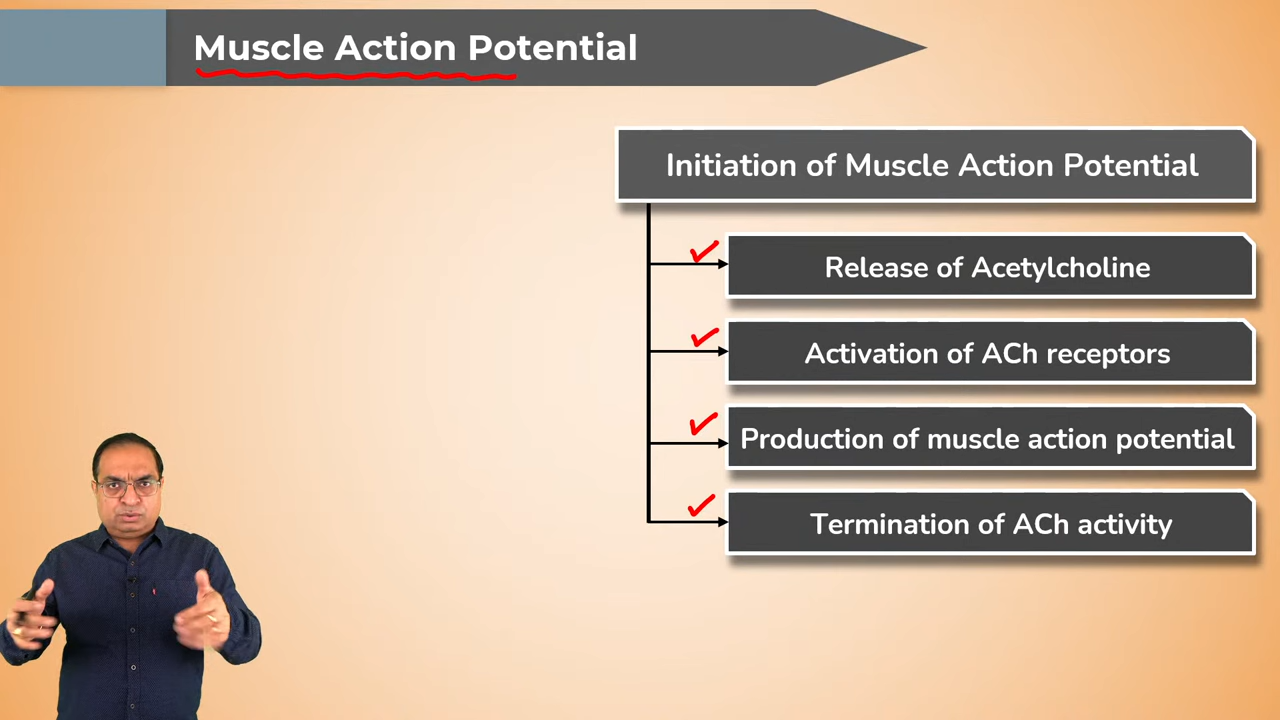 Muscle Action Potential
Initiation of Muscle Action Potential
Release of Acetylcholine
Activation of ACh receptors
Production of muscle action potential
Termination of ACh activity